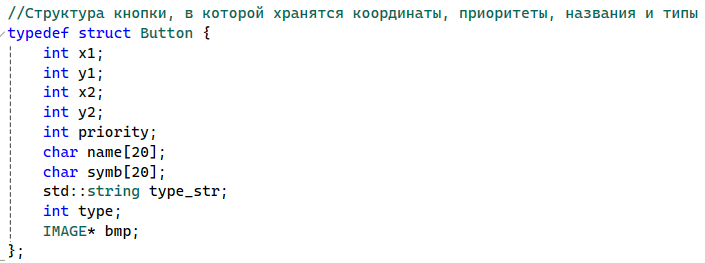 //Структура кнопки, в которой хранятся координаты, приоритеты, названия и типы
typedef struct Button {
    int x1;
    int y1;
    int x2;
    int y2;
    int priority;
    char name[20];
    char symb[20];
    std::string type_str;
    int type;
    IMAGE* bmp;
};